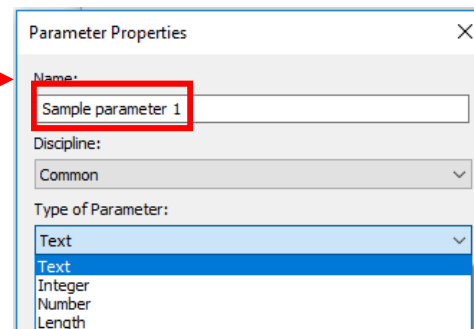 Parameter Properties
Name:
Sample parameter 1
Discipline:
Common
Type of Parameter:
Text
Text
Integer
Number
Length